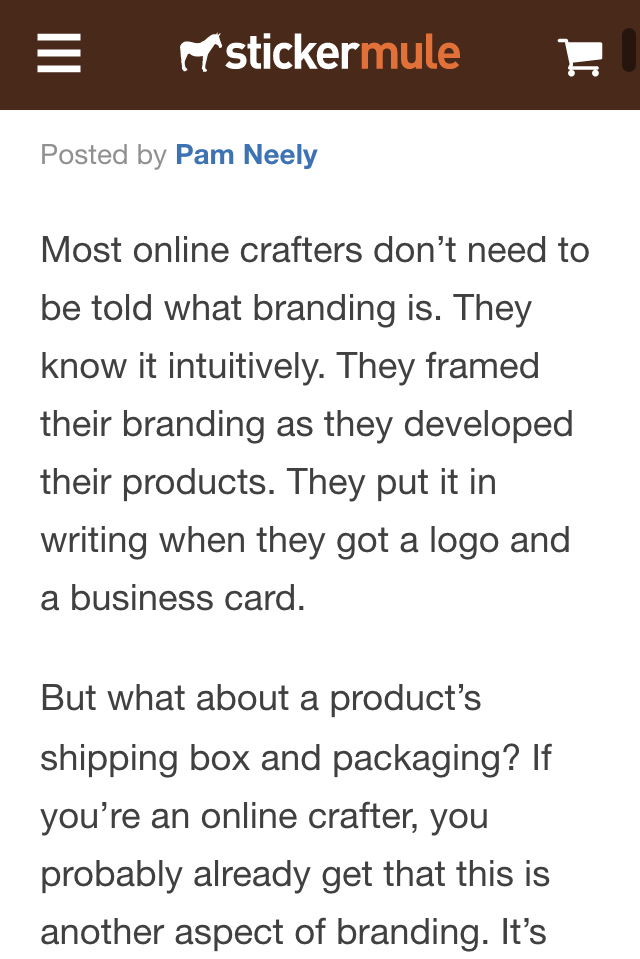 stickermule
Posted by Pam Neely
Most online crafters don’t need to
be told what branding is. They
know it intuitively. They framed
their branding as they developed
their products. They put it in
writing when they got a logo and
a business card.
But what about a product’s
shipping box and packaging? If
you’re an online crafter, you
probably already get that this is
another aspect of branding. It’s